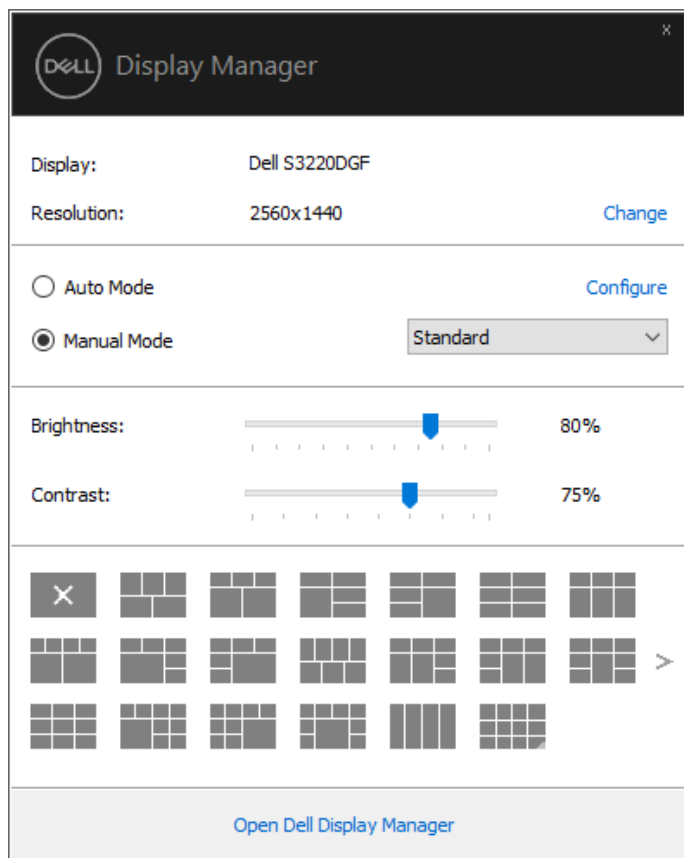 x
DELL Display Manager
Display: Dell S3220DGF
Resolution: 2560x1440 Change
Auto Mode Configure
Manual Mode Standard
Brightness: 80%
Contrast: 75%
Open Dell Display Manager